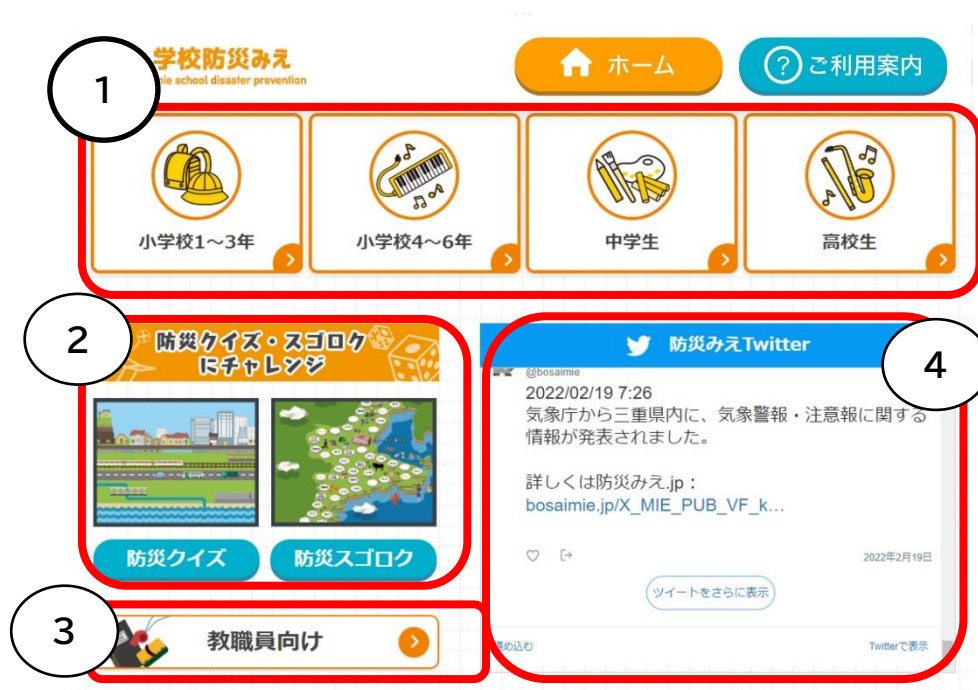 1
学校防災みえ
mie school disaster prevention
ホーム
? ご利用案内
小学校1～3年
小学校4～6年
中学生
高校生
2
防災クイズ・スゴロク
にチャレンジ
防災クイズ
防災スゴロク
3
教職員向け
4
防災みえTwitter
@bosaimie
2022/02/19 7:26
気象庁から三重県内に、気象警報・注意報に関する
情報が発表されました。
詳しくは防災みえ.jp：
bosaimie.jp/X_MIE_PUB_VF_k…
2022年2月19日
ツイートをさらに表示
め込む
Twitterで表示